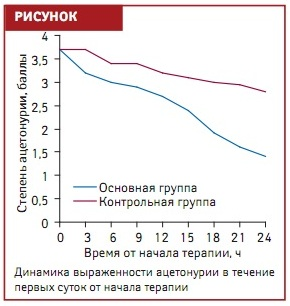 РИСУНОК
Степень ацетонурии, баллы
4
3,5
3
2,5
2
1,5
1
0,5
0
Основная группа
Контрольная группа
0 3 6 9 12 15 18 21 24
Время от начала терапии, ч
Динамика выраженности ацетонурии в течение
первых суток от начала терапии